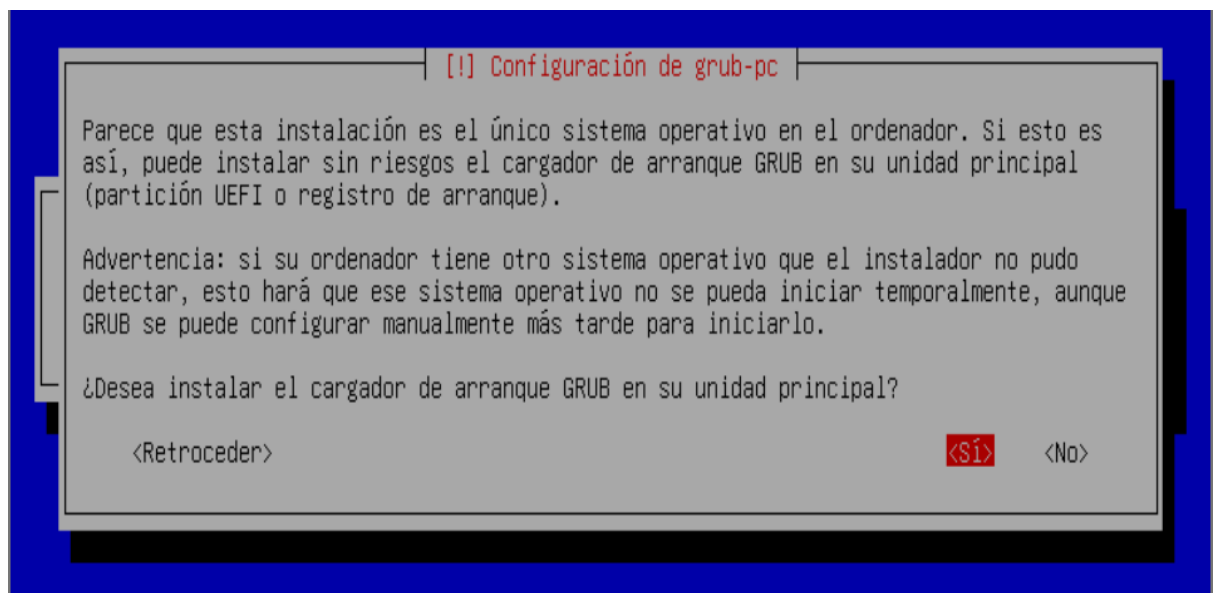 [!] Configuración de grub-pc
Parece que esta instalación es el único sistema operativo en el ordenador. Si esto es
así, puede instalar sin riesgos el cargador de arranque GRUB en su unidad principal
(partición UEFI o registro de arranque).
Advertencia: si su ordenador tiene otro sistema operativo que el instalador no pudo
detectar, esto hará que ese sistema operativo no se pueda iniciar temporalmente, aunque
GRUB se puede configurar manualmente más tarde para iniciarlo.
¿Desea instalar el cargador de arranque GRUB en su unidad principal?
<Retroceder> <Sí> <No>